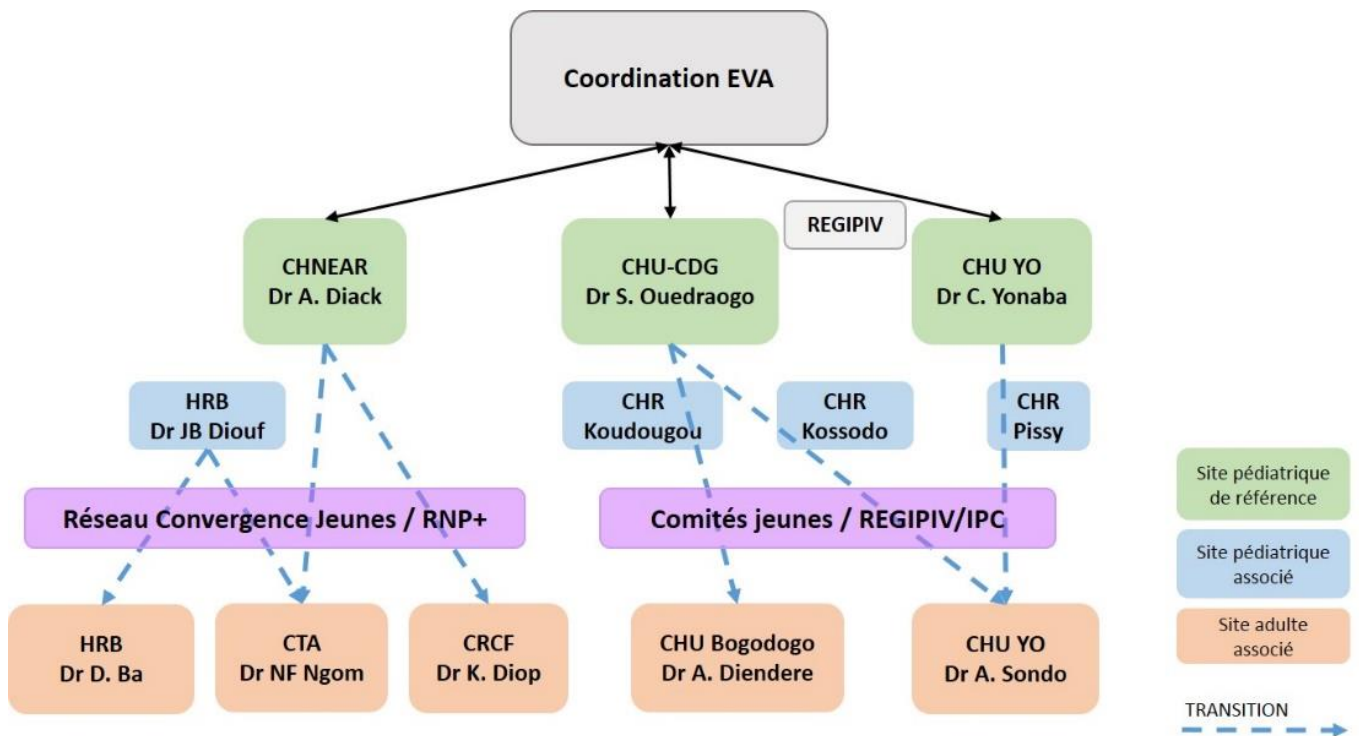 Coordination EVA
REGIPIV
CHNEAR
Dr A. Diack
CHU-CDG
Dr S. Ouedraogo
CHU YO
Dr C. Yonaba
HRB
Dr JB Diouf
CHR
Koudougou
CHR
Kossodo
CHR
Pissy
Réseau Convergence Jeunes / RNP+
Comités jeunes / REGIPIV/IPC
HRB
Dr D. Ba
CTA
Dr NF Ngom
CRCF
Dr K. Diop
CHU Bogodogo
Dr A. Diendere
CHU YO
Dr A. Sondo
Site pédiatrique
de référence
Site pédiatrique
associé
Site adulte
associé
TRANSITION